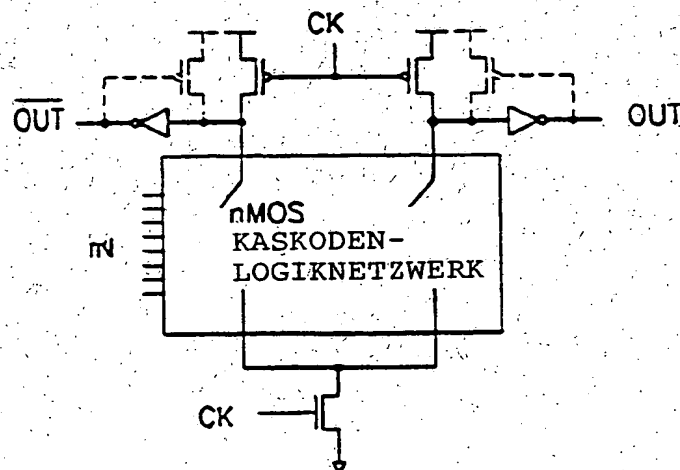 CK
OUT
OUT
nMOS
KASKODEN-
LOGIKNETZWERK
IN
CK